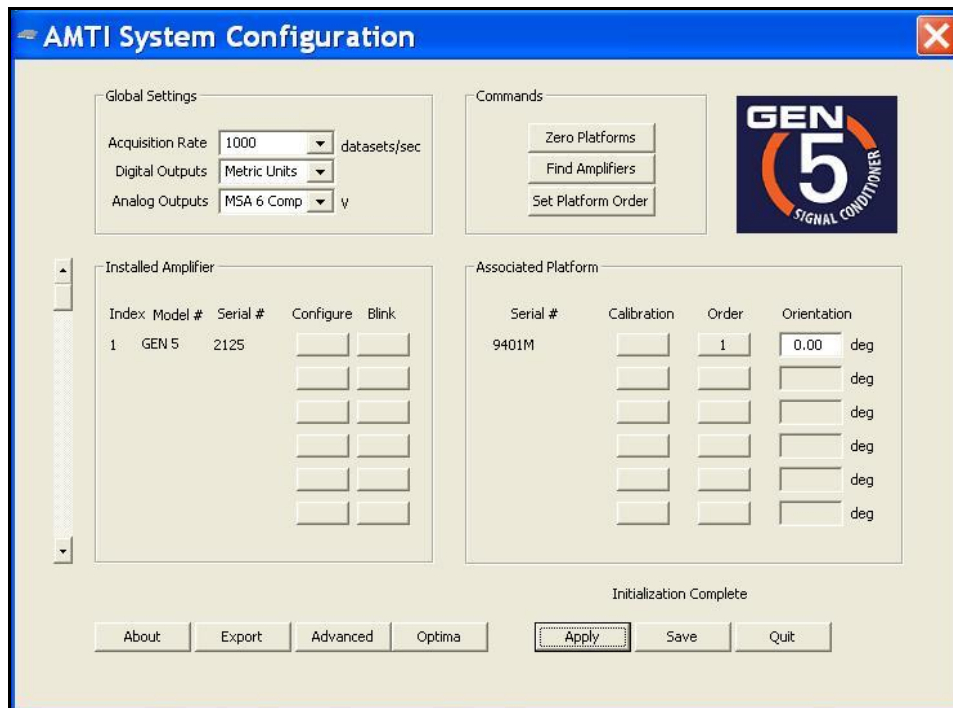 AMTI System Configuration
Global Settings
Acquisition Rate 1000 datasets/sec
Digital Outputs Metric Units
Analog Outputs MSA 6 Comp v
Commands
Zero Platforms
Find Amplifiers
Set Platform Order
GEN
5
SIGNAL CONDITIONER
Installed Amplifier
Index Model # Serial # Configure Blink
1 GEN 5 2125
Associated Platform
Serial # Calibration Order Orientation
9401M 1 0.00 deg
deg
deg
deg
deg
deg
Initialization Complete
About Export Advanced Optima Apply Save Quit